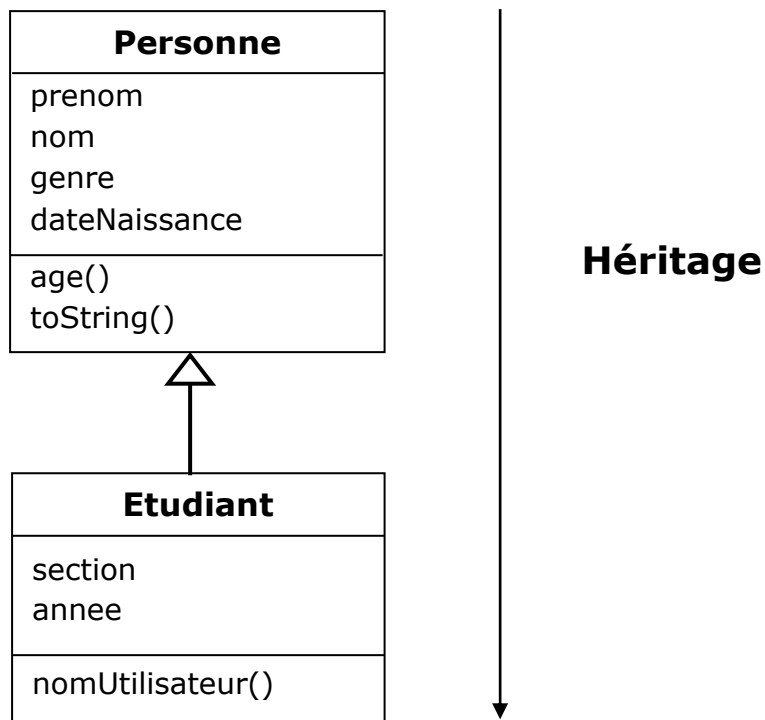 Personne
prenom
nom
genre
dateNaissance
age()
toString()
Héritage
Etudiant
section
annee
nomUtilisateur()